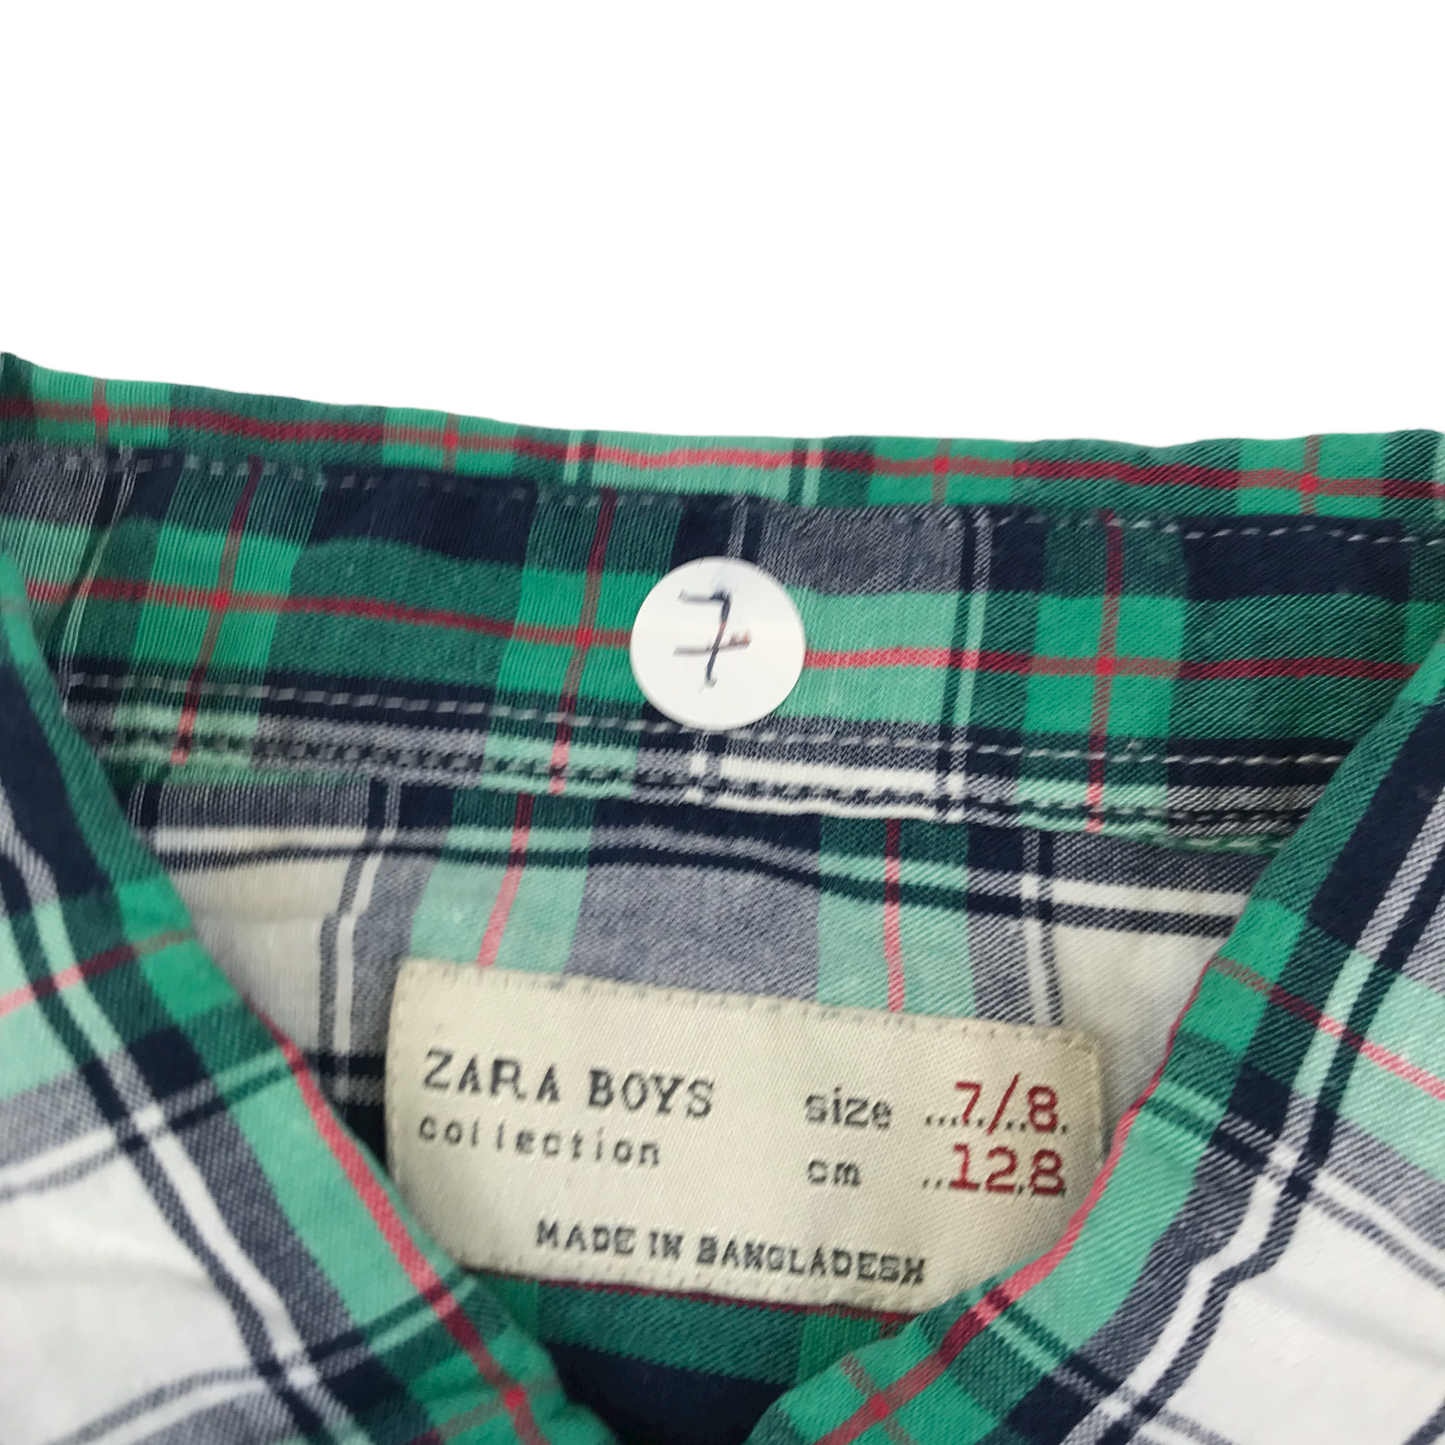 7
ZARA BOYS
collection
size ...7./..8.
cm ..128
MADE IN BANGLADESH